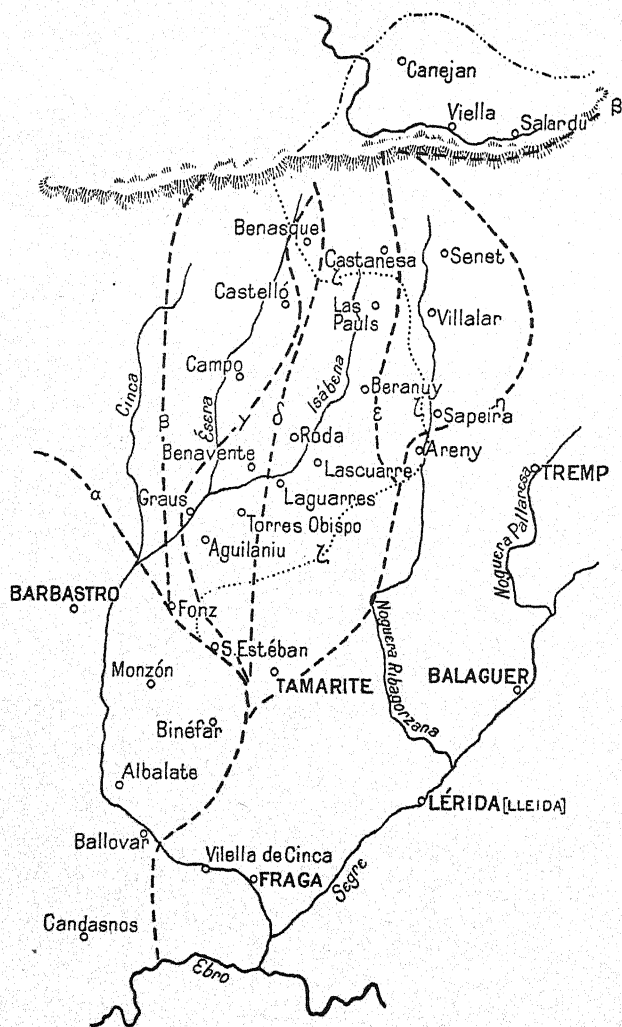 Canejan
Viella
Salardú
β
Benasque
Castanesa
Senet
ζ
Castelló
Las
Pauls
Villalar
Cinca
Ésera
Isábena
Campo
Beranuy
β
γ
δ
ε
ζ
η
Sapeira
Roda
Areny
Benavente
Lascuarre
α
Laguarres
TREMP
Graus
Torres Obispo
Noguera Pallaresa
Aguilaniu
ζ
BARBASTRO
Fonz
Noguera Ribagorzana
S. Estéban
Monzón
TAMARITE
BALAGUER
Binéfar
Albalate
LÉRIDA [LLEIDA]
Ballovar
Vilella de Cinca
FRAGA
Segre
Candasnos
Ebro